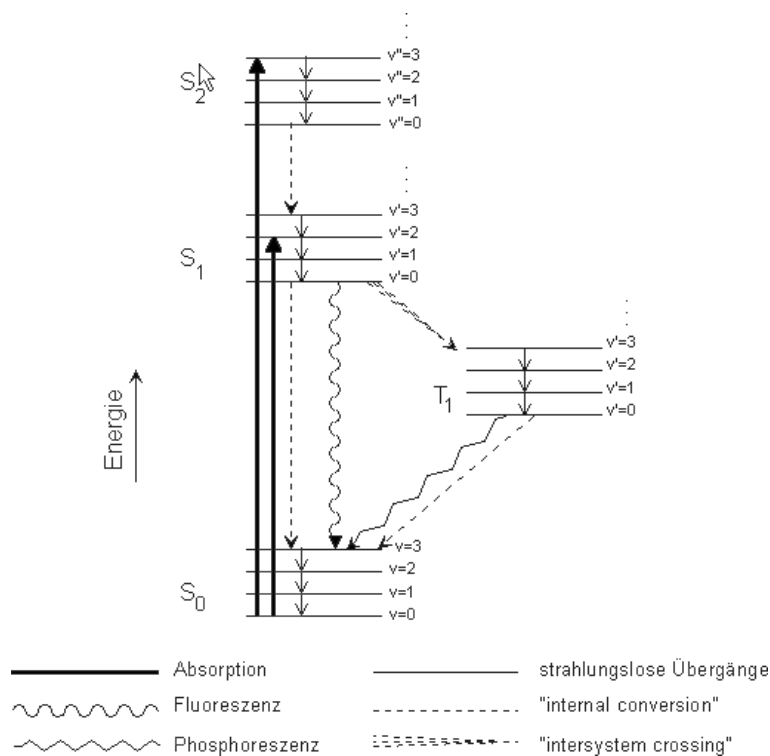 v"=3
v"=2
S2
v"=1
v"=0
v'=3
v'=2
S1
v'=1
v'=0
v'=3
v'=2
T1
v'=1
v'=0
Energie
v=3
v=2
S0
v=1
v=0
Absorption
strahlungslose Übergänge
Fluoreszenz
"internal conversion"
Phosphoreszenz
"intersystem crossing"